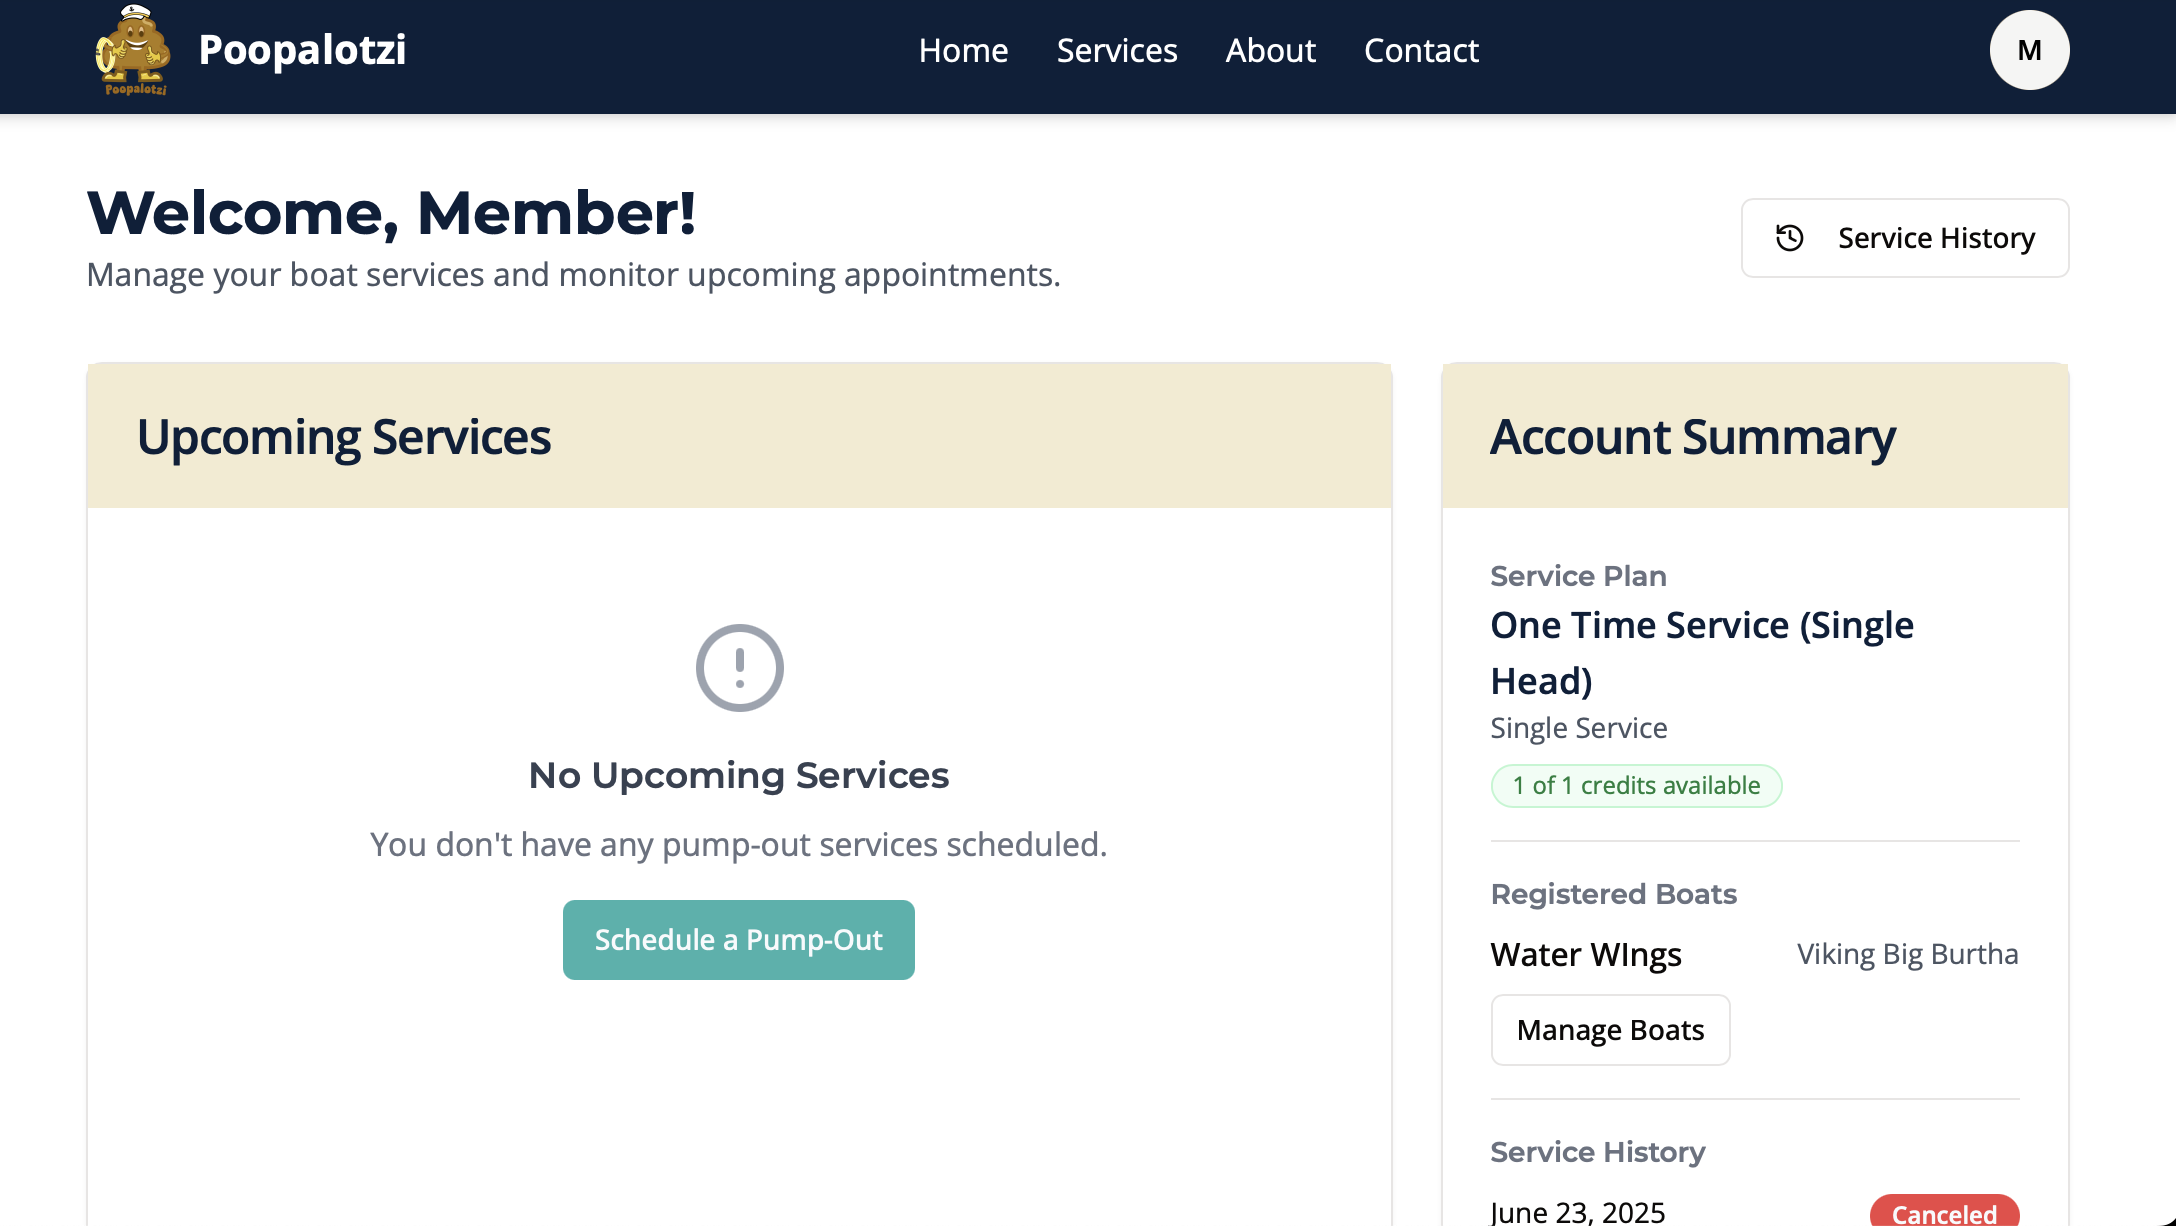 Poopalotzi
Poopalotzi
Home
Services
About
Contact
M
Welcome, Member!
Manage your boat services and monitor upcoming appointments.
Service History
Upcoming Services
No Upcoming Services
You don't have any pump-out services scheduled.
Schedule a Pump-Out
Account Summary
Service Plan
One Time Service (Single
Head)
Single Service
1 of 1 credits available
Registered Boats
Water WIngs
Viking Big Burtha
Manage Boats
Service History
June 23, 2025
Canceled